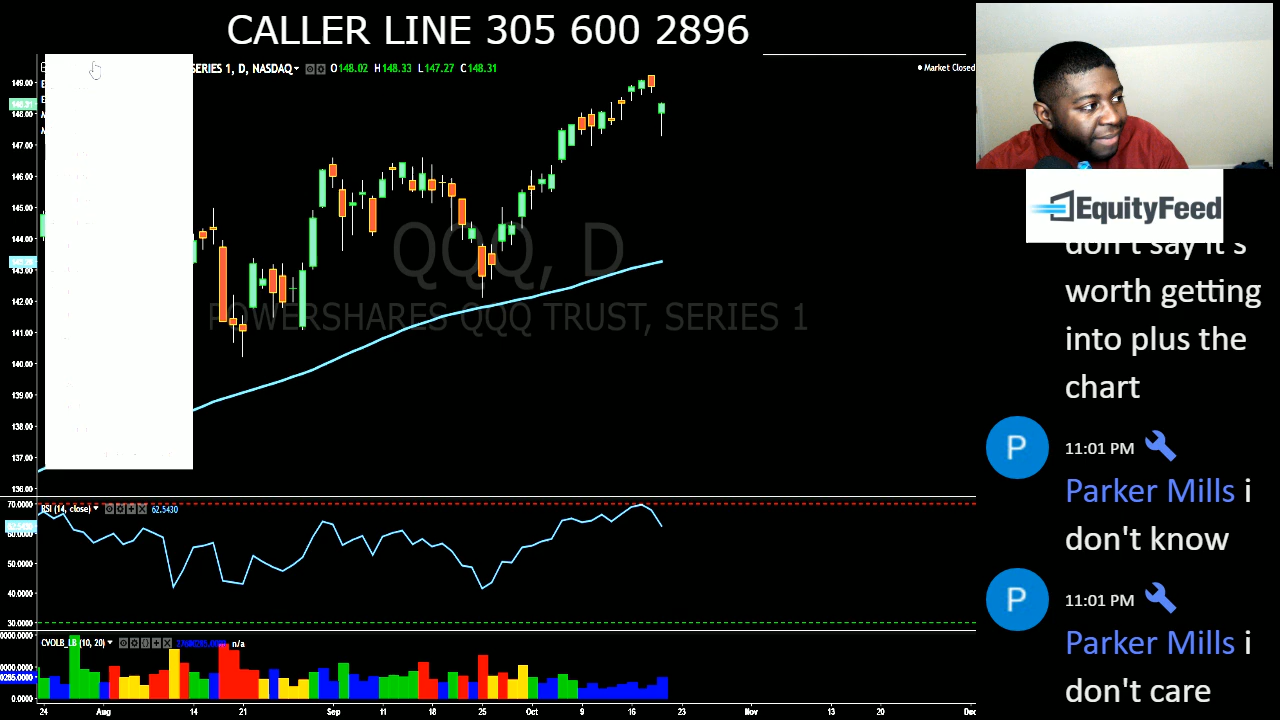 CALLER LINE 305 600 2896
SERIES 1, D, NASDAQ O148.02 H148.33 L147.27 C148.31
Market Closed
149.00
148.31
148.00
147.00
146.00
145.00
144.00
143.00
142.00
141.00
140.00
139.00
138.00
137.00
136.00
QQQ, D
POWERSHARES QQQ TRUST, SERIES 1
RSI (14, close) 62.5430
70.0000
60.0000
50.0000
40.0000
30.0000
CVOLB_LB (10, 20) n/a
0.0000
24 Aug 14 21 Sep 11 18 25 Oct 9 16 23 Nov 13 20 Dec
EquityFeed
don't say it's
worth getting
into plus the
chart
P 11:01 PM
Parker Mills i
don't know
P 11:01 PM
Parker Mills i
don't care